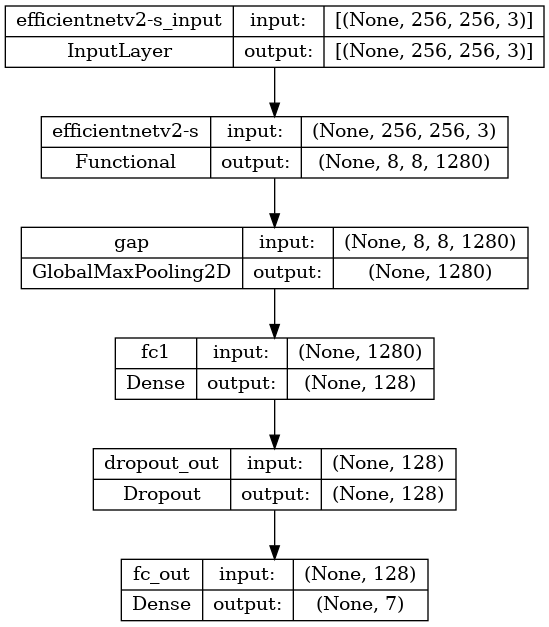 efficientnetv2-s_input input: [(None, 256, 256, 3)]
InputLayer output: [(None, 256, 256, 3)]
efficientnetv2-s input: (None, 256, 256, 3)
Functional output: (None, 8, 8, 1280)
gap input: (None, 8, 8, 1280)
GlobalMaxPooling2D output: (None, 1280)
fc1 input: (None, 1280)
Dense output: (None, 128)
dropout_out input: (None, 128)
Dropout output: (None, 128)
fc_out input: (None, 128)
Dense output: (None, 7)